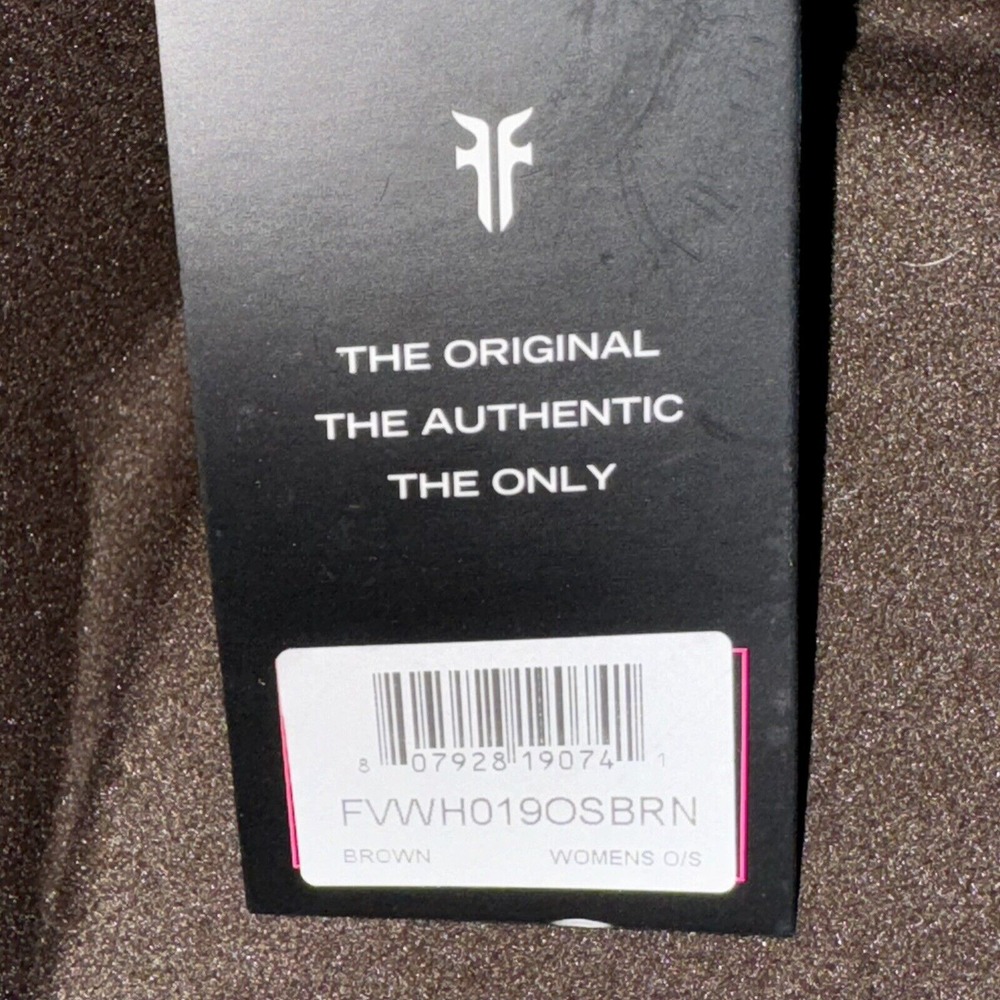 THE ORIGINAL
THE AUTHENTIC
THE ONLY
8 07928 19074 1
FVWH019OSBRN
BROWN WOMENS O/S